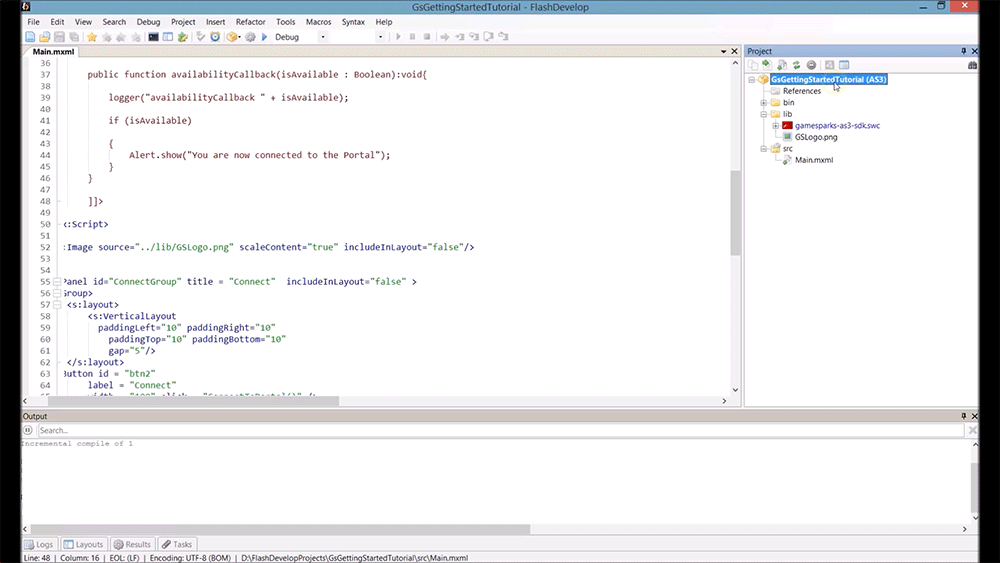 GsGettingStartedTutorial - FlashDevelop
File Edit View Search Debug Project Insert Refactor Tools Macros Syntax Help
Debug
Main.mxml
36
37 public function availabilityCallback(isAvailable : Boolean):void{
38
39 logger("availabilityCallback " + isAvailable);
40
41 if (isAvailable)
42
43 {
44 Alert.show("You are now connected to the Portal");
45 }
46 }
47
48 ]]>
49
50 <:Script>
51
52 :Image source="../lib/GSLogo.png" scaleContent="true" includeInLayout="false"/>
53
54
55 Panel id="ConnectGroup" title = "Connect" includeInLayout="false" >
56 Group>
57 <s:layout>
58 <s:VerticalLayout
59 paddingLeft="10" paddingRight="10"
60 paddingTop="10" paddingBottom="10"
61 gap="5"/>
62 </s:layout>
63 Button id = "btn2"
64 label = "Connect"
Project
GsGettingStartedTutorial (AS3)
References
bin
lib
gamesparks-as3-sdk.swc
GSLogo.png
src
Main.mxml
Output
Search...
Incremental compile of 1
Logs Layouts Results Tasks
Line: 48 | Column: 16 | EOL: (LF) | Encoding: UTF-8 (BOM) | D:\FlashDevelopProjects\GsGettingStartedTutorial\src\Main.mxml